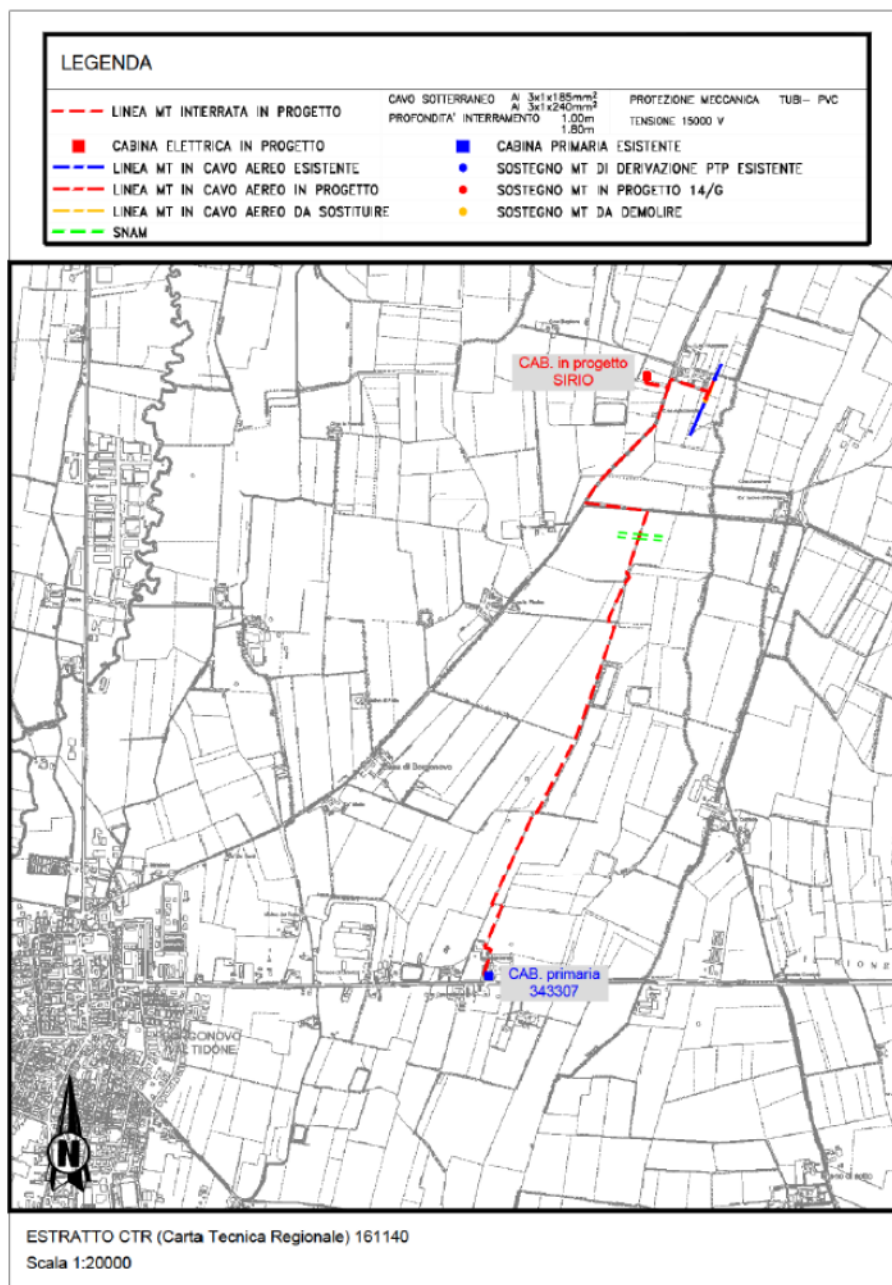 LEGENDA
LINEA MT INTERRATA IN PROGETTO
CAVO SOTTERRANEO Al 3x1x185mm²
Al 3x1x240mm²
PROFONDITA' INTERRAMENTO 1.00m
1.80m
PROTEZIONE MECCANICA TUBI- PVC
TENSIONE 15000 V
CABINA ELETTRICA IN PROGETTO
CABINA PRIMARIA ESISTENTE
LINEA MT IN CAVO AEREO ESISTENTE
SOSTEGNO MT DI DERIVAZIONE PTP ESISTENTE
LINEA MT IN CAVO AEREO IN PROGETTO
SOSTEGNO MT IN PROGETTO 14/G
LINEA MT IN CAVO AEREO DA SOSTITUIRE
SOSTEGNO MT DA DEMOLIRE
SNAM
CAB. in progetto
SIRIO
CAB. primaria
343307
VAL TIDONE
N
ESTRATTO CTR (Carta Tecnica Regionale) 161140
Scala 1:20000